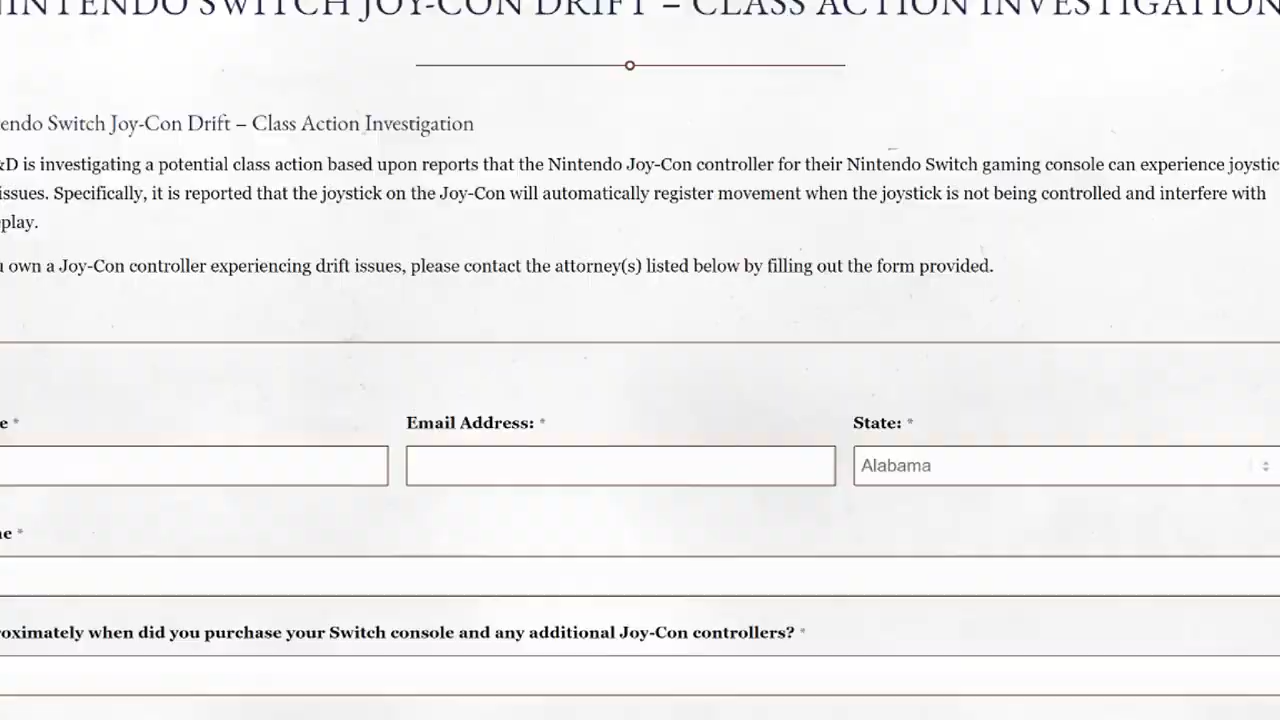 NINTENDO SWITCH JOY-CON DRIFT – CLASS ACTION INVESTIGATION
endo Switch Joy-Con Drift – Class Action Investigation
&D is investigating a potential class action based upon reports that the Nintendo Joy-Con controller for their Nintendo Switch gaming console can experience joystic
issues. Specifically, it is reported that the joystick on the Joy-Con will automatically register movement when the joystick is not being controlled and interfere with
play.
own a Joy-Con controller experiencing drift issues, please contact the attorney(s) listed below by filling out the form provided.
e * Email Address: * State: *
Alabama
e *
oximately when did you purchase your Switch console and any additional Joy-Con controllers? *